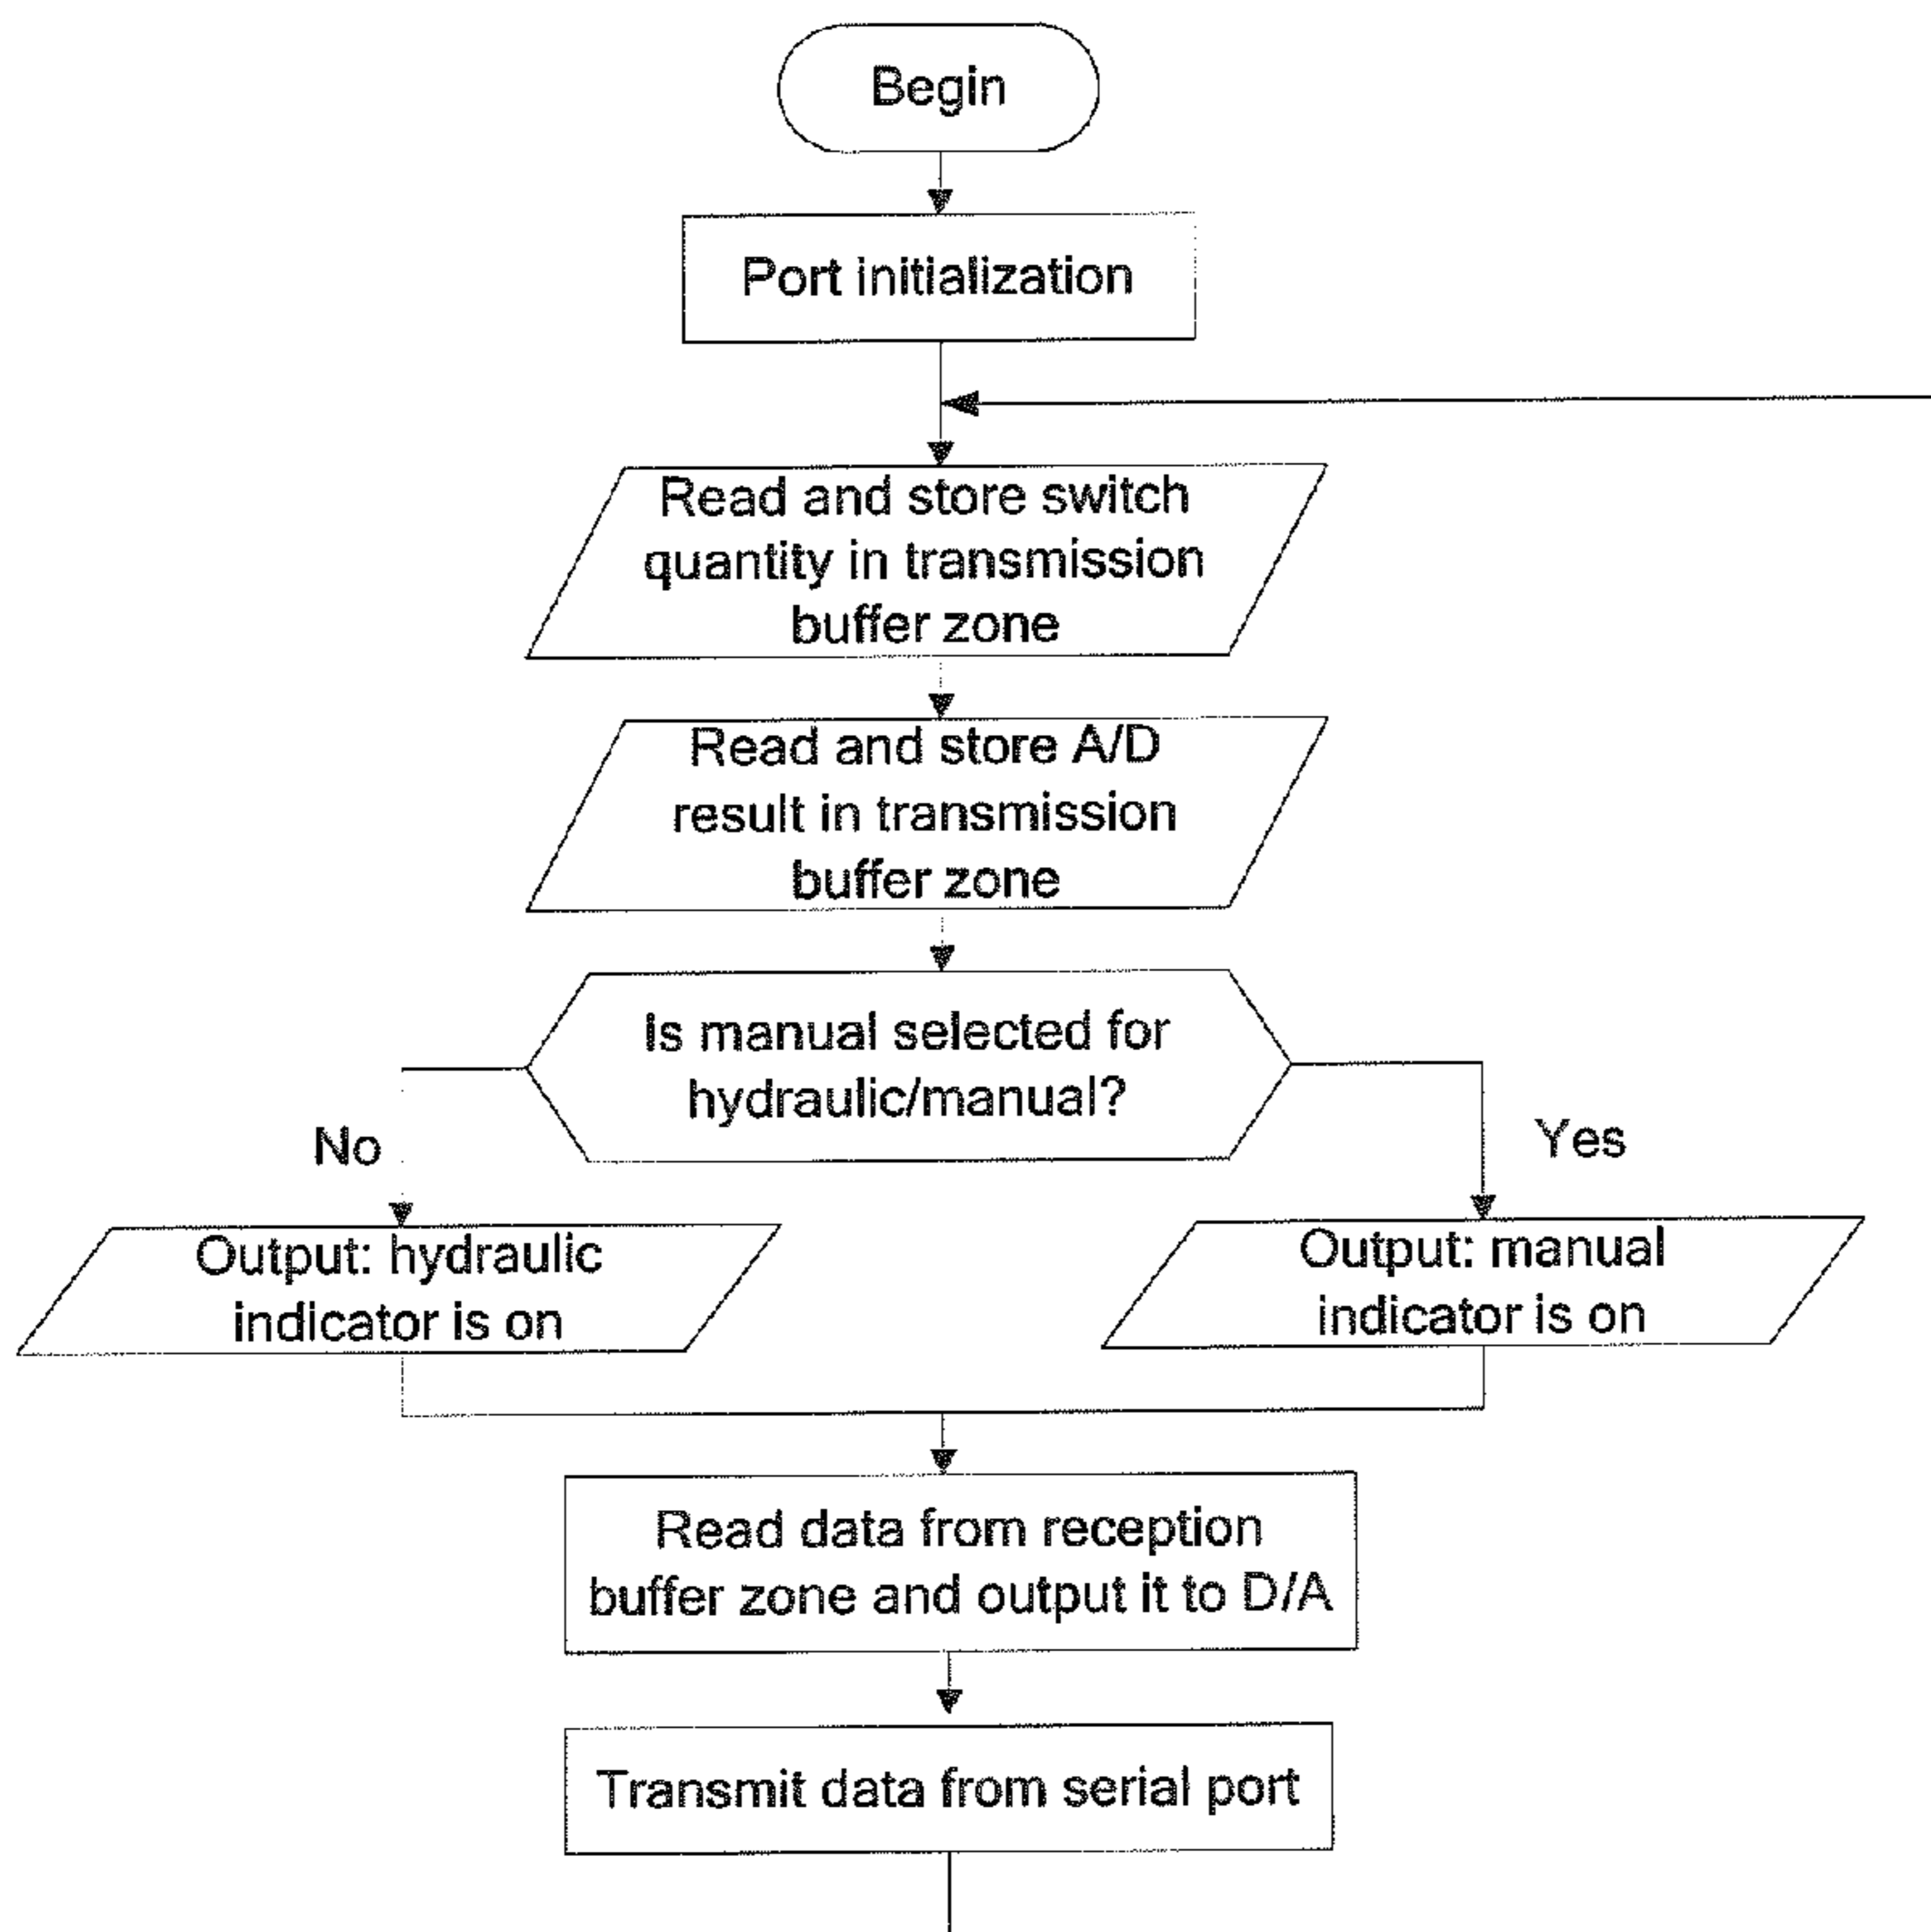 Begin
Port initialization
Read and store switch
quantity in transmission
buffer zone
Read and store A/D
result in transmission
buffer zone
Is manual selected for
hydraulic/manual?
No
Yes
Output: hydraulic
indicator is on
Output: manual
indicator is on
Read data from reception
buffer zone and output it to D/A
Transmit data from serial port